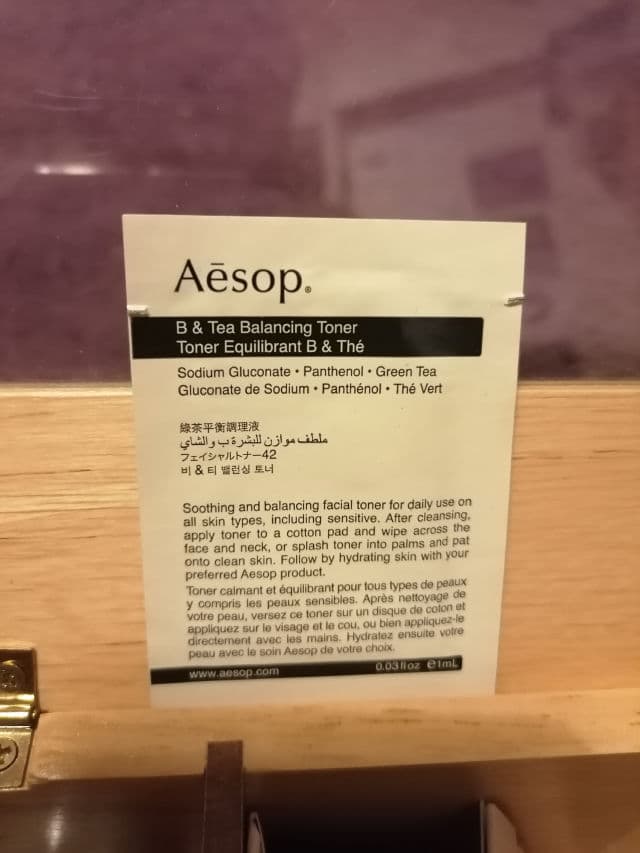 Aēsop®
B & Tea Balancing Toner
Toner Equilibrant B & Thé
Sodium Gluconate • Panthenol • Green Tea
Gluconate de Sodium • Panthénol • Thé Vert
綠茶平衡調理液
ملطف موازن للبشرة ب والشاي
フェイシャルトナー42
비 & 티 밸런싱 토너
Soothing and balancing facial toner for daily use on
all skin types, including sensitive. After cleansing,
apply toner to a cotton pad and wipe across the
face and neck, or splash toner into palms and pat
onto clean skin. Follow by hydrating skin with your
preferred Aesop product.
Toner calmant et équilibrant pour tous types de peaux
y compris les peaux sensibles. Après nettoyage de
votre peau, versez ce toner sur un disque de coton et
appliquez sur le visage et le cou, ou bien appliquez-le
directement avec les mains. Hydratez ensuite votre
peau avec le soin Aesop de votre choix.
www.aesop.com 0.03 fl oz ℮1mL